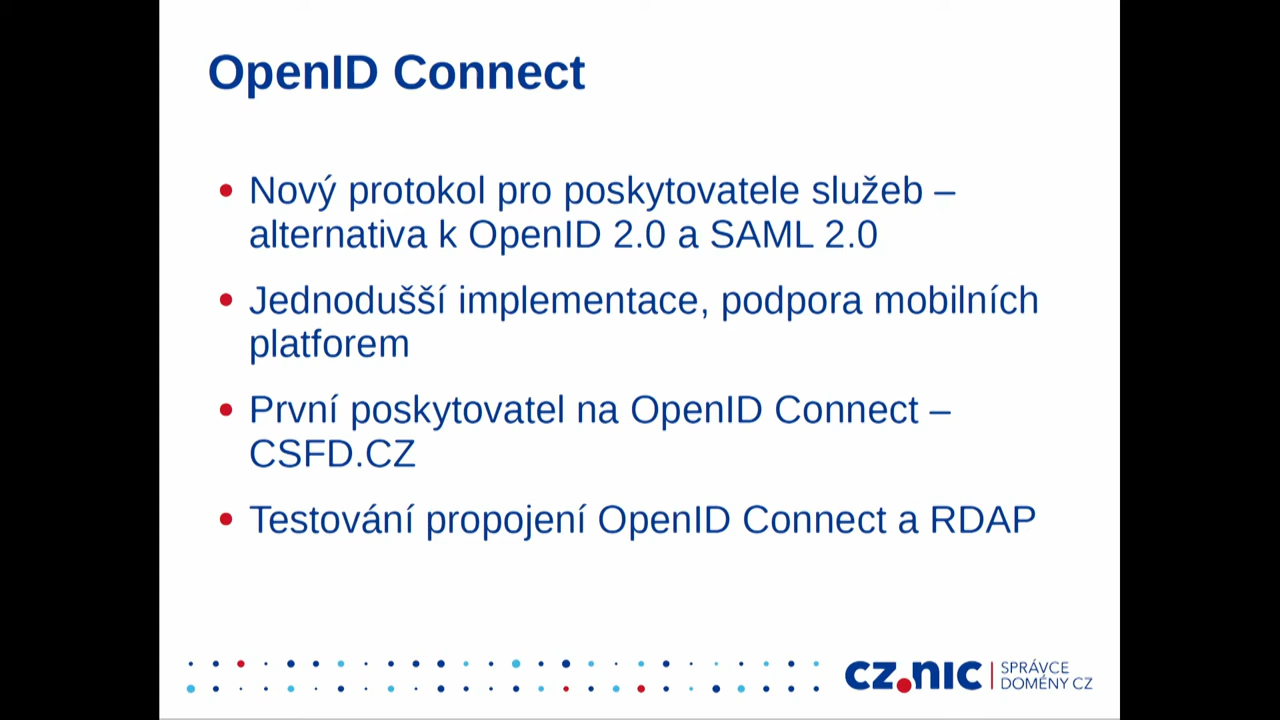 OpenID Connect
• Nový protokol pro poskytovatele služeb –
alternativa k OpenID 2.0 a SAML 2.0
• Jednodušší implementace, podpora mobilních
platforem
• První poskytovatel na OpenID Connect –
CSFD.CZ
• Testování propojení OpenID Connect a RDAP
CZ.NIC | SPRÁVCE
DOMÉNY CZ